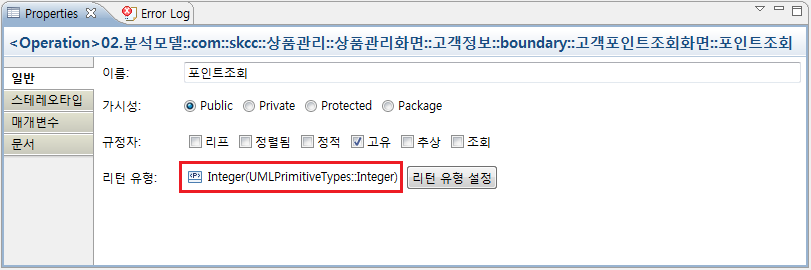 Properties Error Log
<Operation>02.분석모델::com::skcc::상품관리::상품관리화면::고객정보::boundary::고객포인트조회화면::포인트조회
일반
스테레오타입
매개변수
문서
이름: 포인트조회
가시성: Public Private Protected Package
규정자: 리프 정렬됨 정적 고유 추상 조회
리턴 유형: <P> Integer(UMLPrimitiveTypes::Integer) 리턴 유형 설정